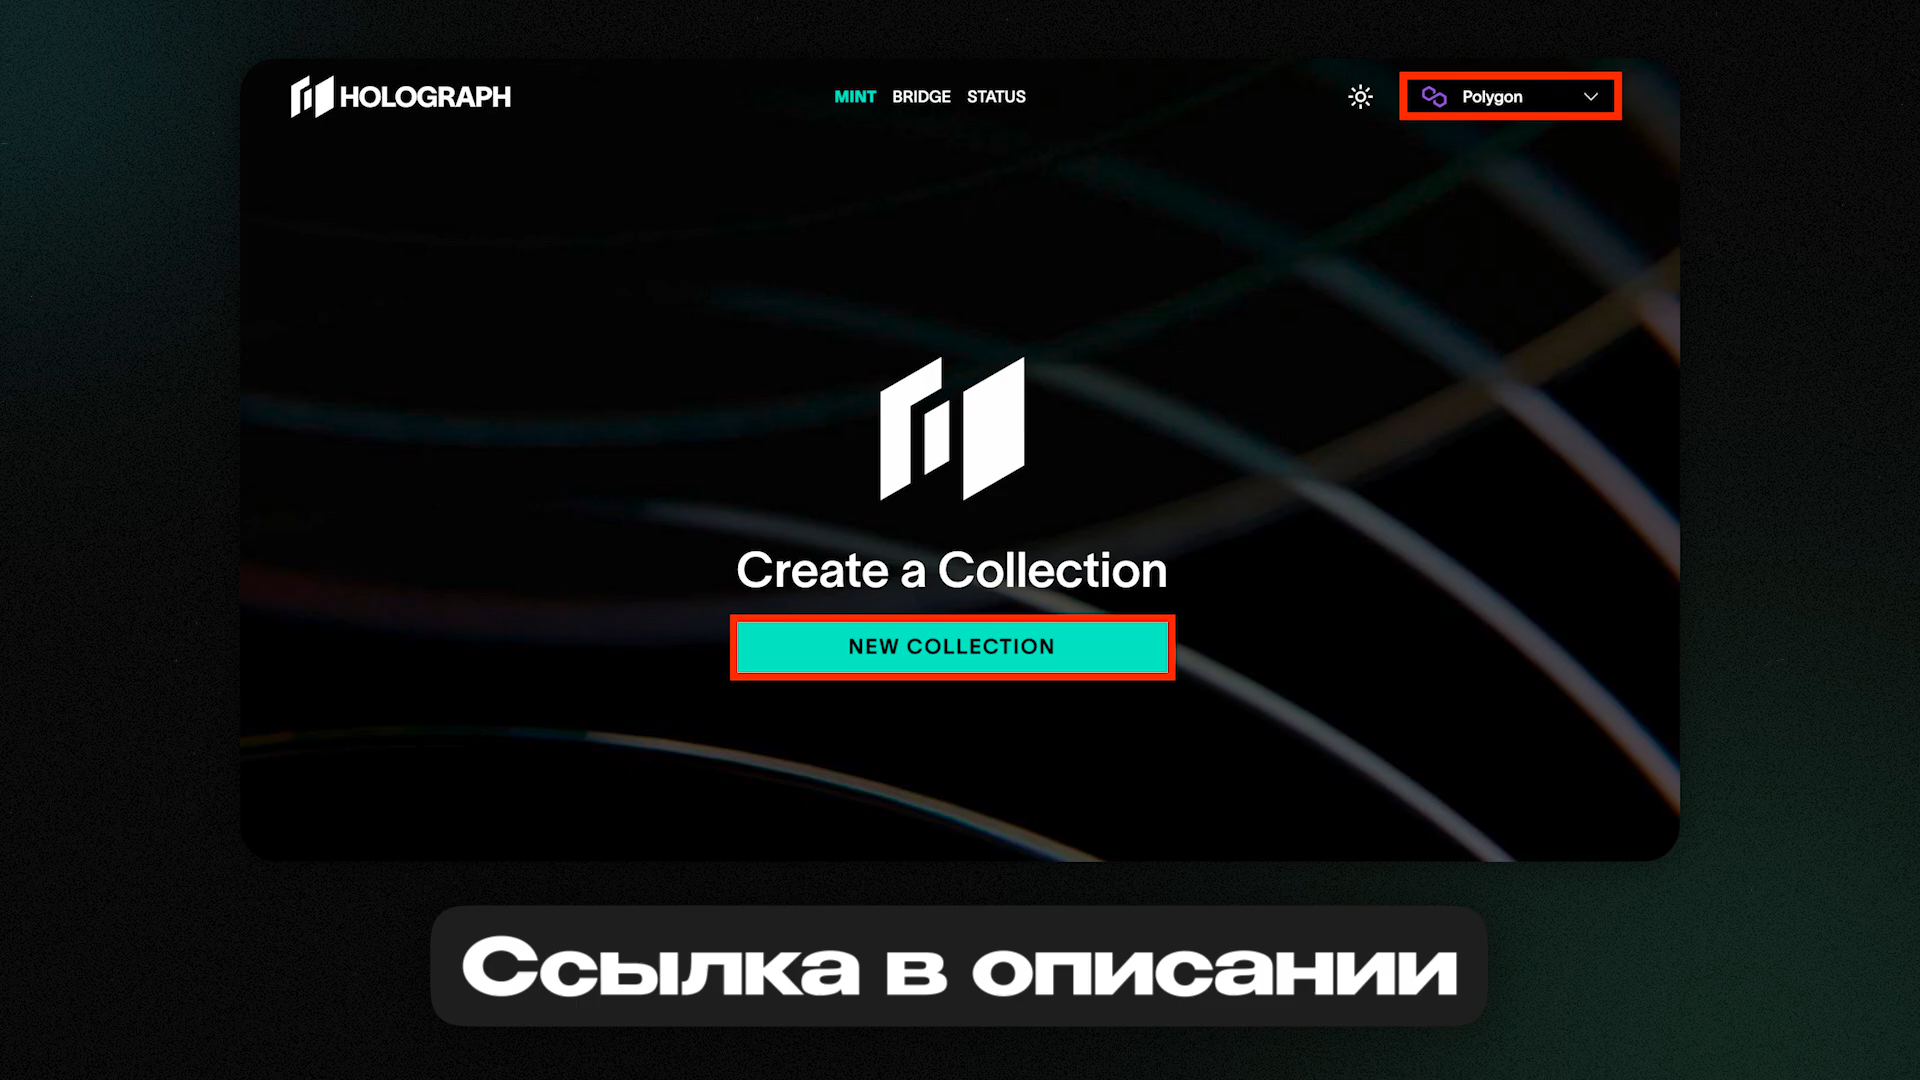 HOLOGRAPH
MINT BRIDGE STATUS
Polygon
Create a Collection
NEW COLLECTION
Ссылка в описании